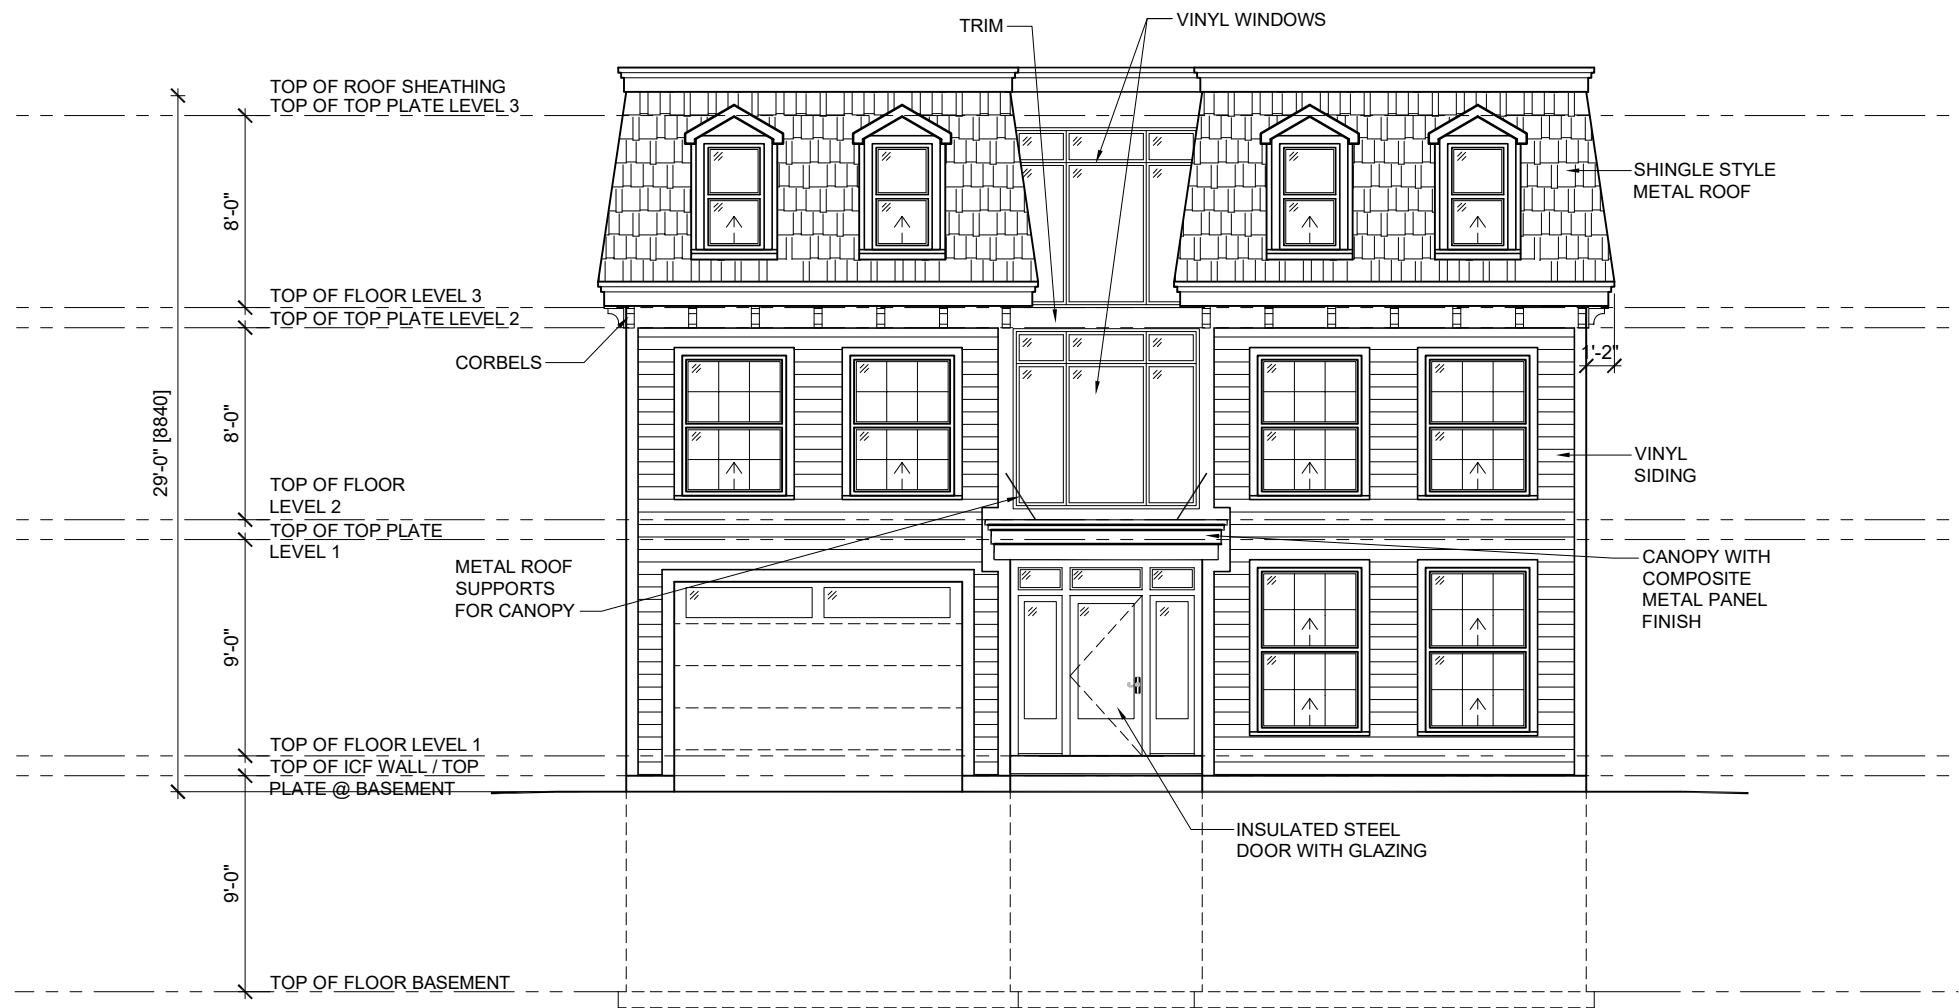 TRIM
VINYL WINDOWS
TOP OF ROOF SHEATHING
TOP OF TOP PLATE LEVEL 3
SHINGLE STYLE
METAL ROOF
8'-0"
TOP OF FLOOR LEVEL 3
TOP OF TOP PLATE LEVEL 2
CORBELS
1'-2"
29'-0" [8840]
8'-0"
VINYL
SIDING
TOP OF FLOOR
LEVEL 2
TOP OF TOP PLATE
LEVEL 1
METAL ROOF
SUPPORTS
FOR CANOPY
CANOPY WITH
COMPOSITE
METAL PANEL
FINISH
9'-0"
TOP OF FLOOR LEVEL 1
TOP OF ICF WALL / TOP
PLATE @ BASEMENT
INSULATED STEEL
DOOR WITH GLAZING
9'-0"
TOP OF FLOOR BASEMENT